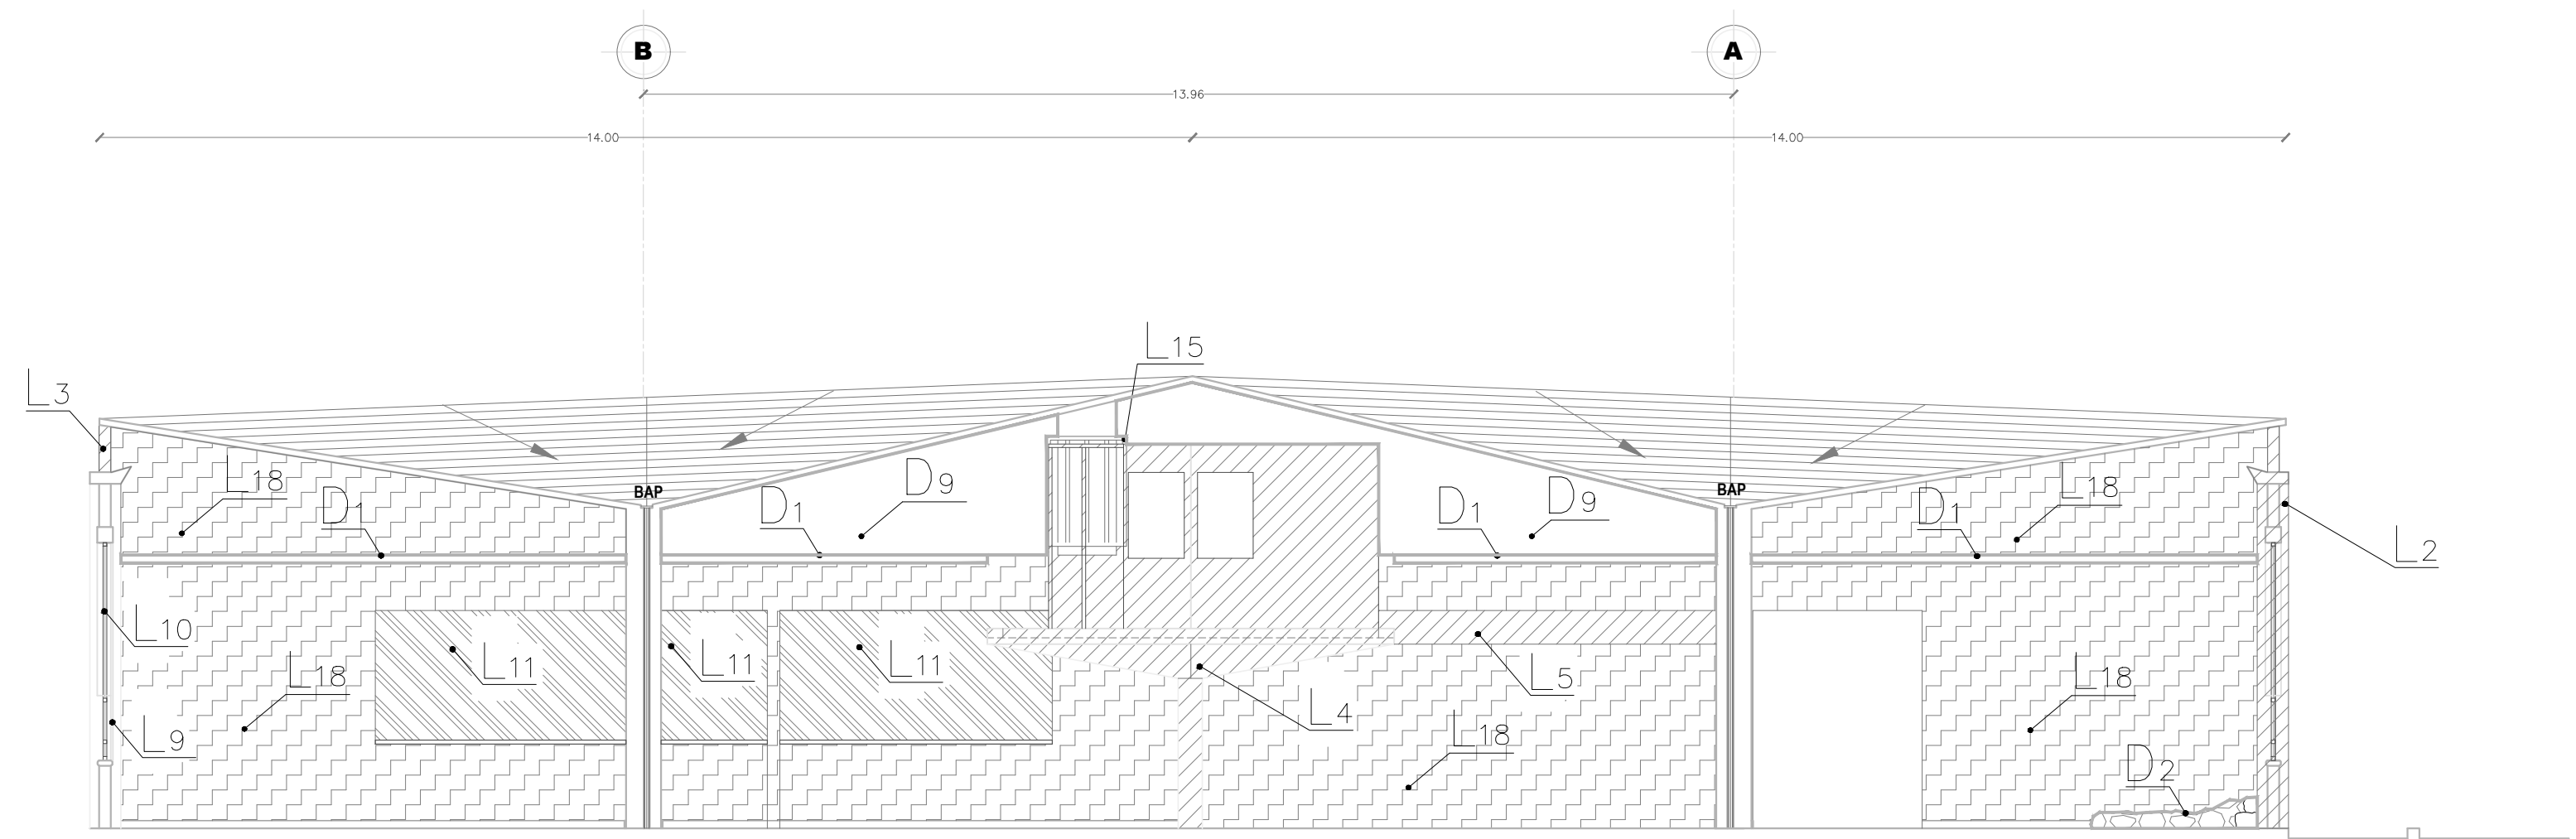 B A
13.96
14.00 14.00
L15
L3
BAP BAP
L18 D1 D1 D9 D1 D9 D1 L18
L2
L10 L18 L11 L11 L11 L5 L18
L9 L4 L18 D2